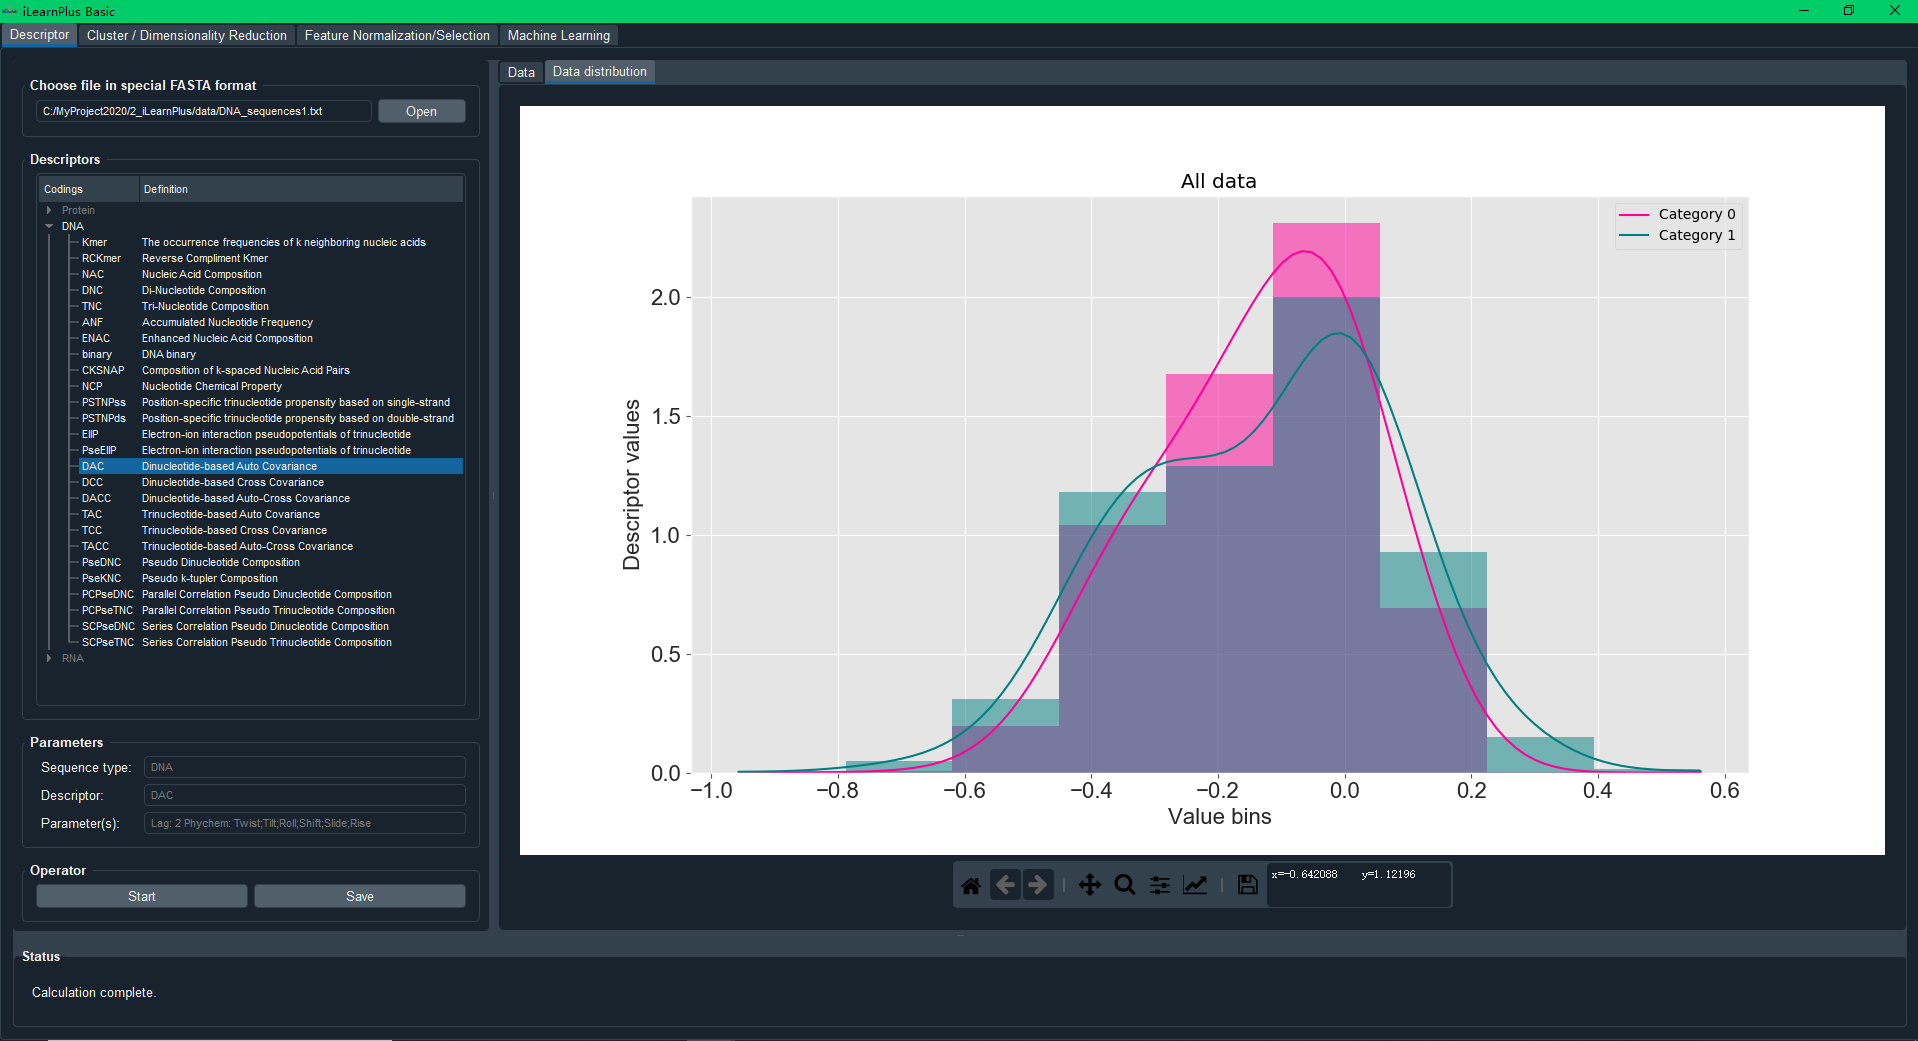 iLearnPlus Basic
Descriptor
Cluster / Dimensionality Reduction
Feature Normalization/Selection
Machine Learning
Choose file in special FASTA format
C:/MyProject2020/2_iLearnPlus/data/DNA_sequences1.txt
Open
Descriptors
Codings Definition
Protein
DNA
Kmer The occurrence frequencies of k neighboring nucleic acids
RCKmer Reverse Compliment Kmer
NAC Nucleic Acid Composition
DNC Di-Nucleotide Composition
TNC Tri-Nucleotide Composition
ANF Accumulated Nucleotide Frequency
ENAC Enhanced Nucleic Acid Composition
binary DNA binary
CKSNAP Composition of k-spaced Nucleic Acid Pairs
NCP Nucleotide Chemical Property
PSTNPss Position-specific trinucleotide propensity based on single-strand
PSTNPds Position-specific trinucleotide propensity based on double-strand
EIIP Electron-ion interaction pseudopotentials of trinucleotide
PseEIIP Electron-ion interaction pseudopotentials of trinucleotide
DAC Dinucleotide-based Auto Covariance
DCC Dinucleotide-based Cross Covariance
DACC Dinucleotide-based Auto-Cross Covariance
TAC Trinucleotide-based Auto Covariance
TCC Trinucleotide-based Cross Covariance
TACC Trinucleotide-based Auto-Cross Covariance
PseDNC Pseudo Dinucleotide Composition
PseKNC Pseudo k-tupler Composition
PCPseDNC Parallel Correlation Pseudo Dinucleotide Composition
PCPseTNC Parallel Correlation Pseudo Trinucleotide Composition
SCPseDNC Series Correlation Pseudo Dinucleotide Composition
SCPseTNC Series Correlation Pseudo Trinucleotide Composition
RNA
Parameters
Sequence type: DNA
Descriptor: DAC
Parameter(s): Lag: 2 Phychem: Twist;Tilt;Roll;Shift;Slide;Rise
Operator
Start
Save
Data
Data distribution
All data
Category 0
Category 1
Descriptor values
2.0
1.5
1.0
0.5
0.0
−1.0 −0.8 −0.6 −0.4 −0.2 0.0 0.2 0.4 0.6
Value bins
x=-0.642088 y=1.12196
Status
Calculation complete.